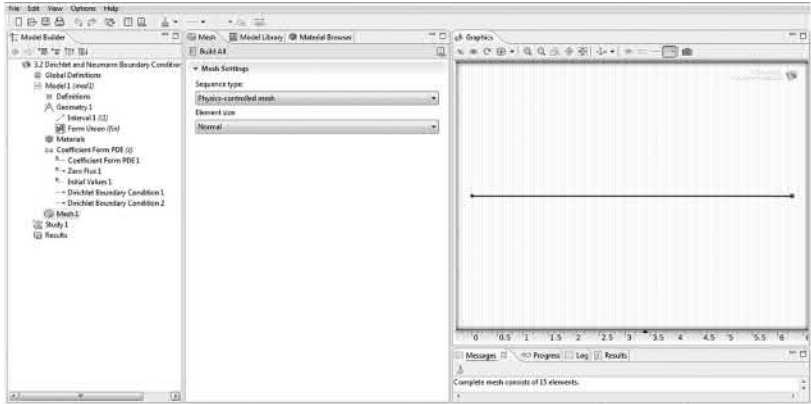 File Edit View Options Help
Model Builder
3.2 Dirichlet and Neumann Boundary Condition
Global Definitions
Model 1 (mod1)
Definitions
Geometry 1
Interval 1 (i1)
Form Union (fin)
Materials
Coefficient Form PDE (c)
Coefficient Form PDE 1
Zero Flux 1
Initial Values 1
Dirichlet Boundary Condition 1
Dirichlet Boundary Condition 2
Mesh 1
Study 1
Results
Mesh Model Library Material Browser
Build All
Mesh Settings
Sequence type:
Physics-controlled mesh
Element size:
Normal
Graphics
0 0.5 1 1.5 2 2.5 3 3.5 4 4.5 5 5.5 6
Messages Progress Log Results
Complete mesh consists of 15 elements.